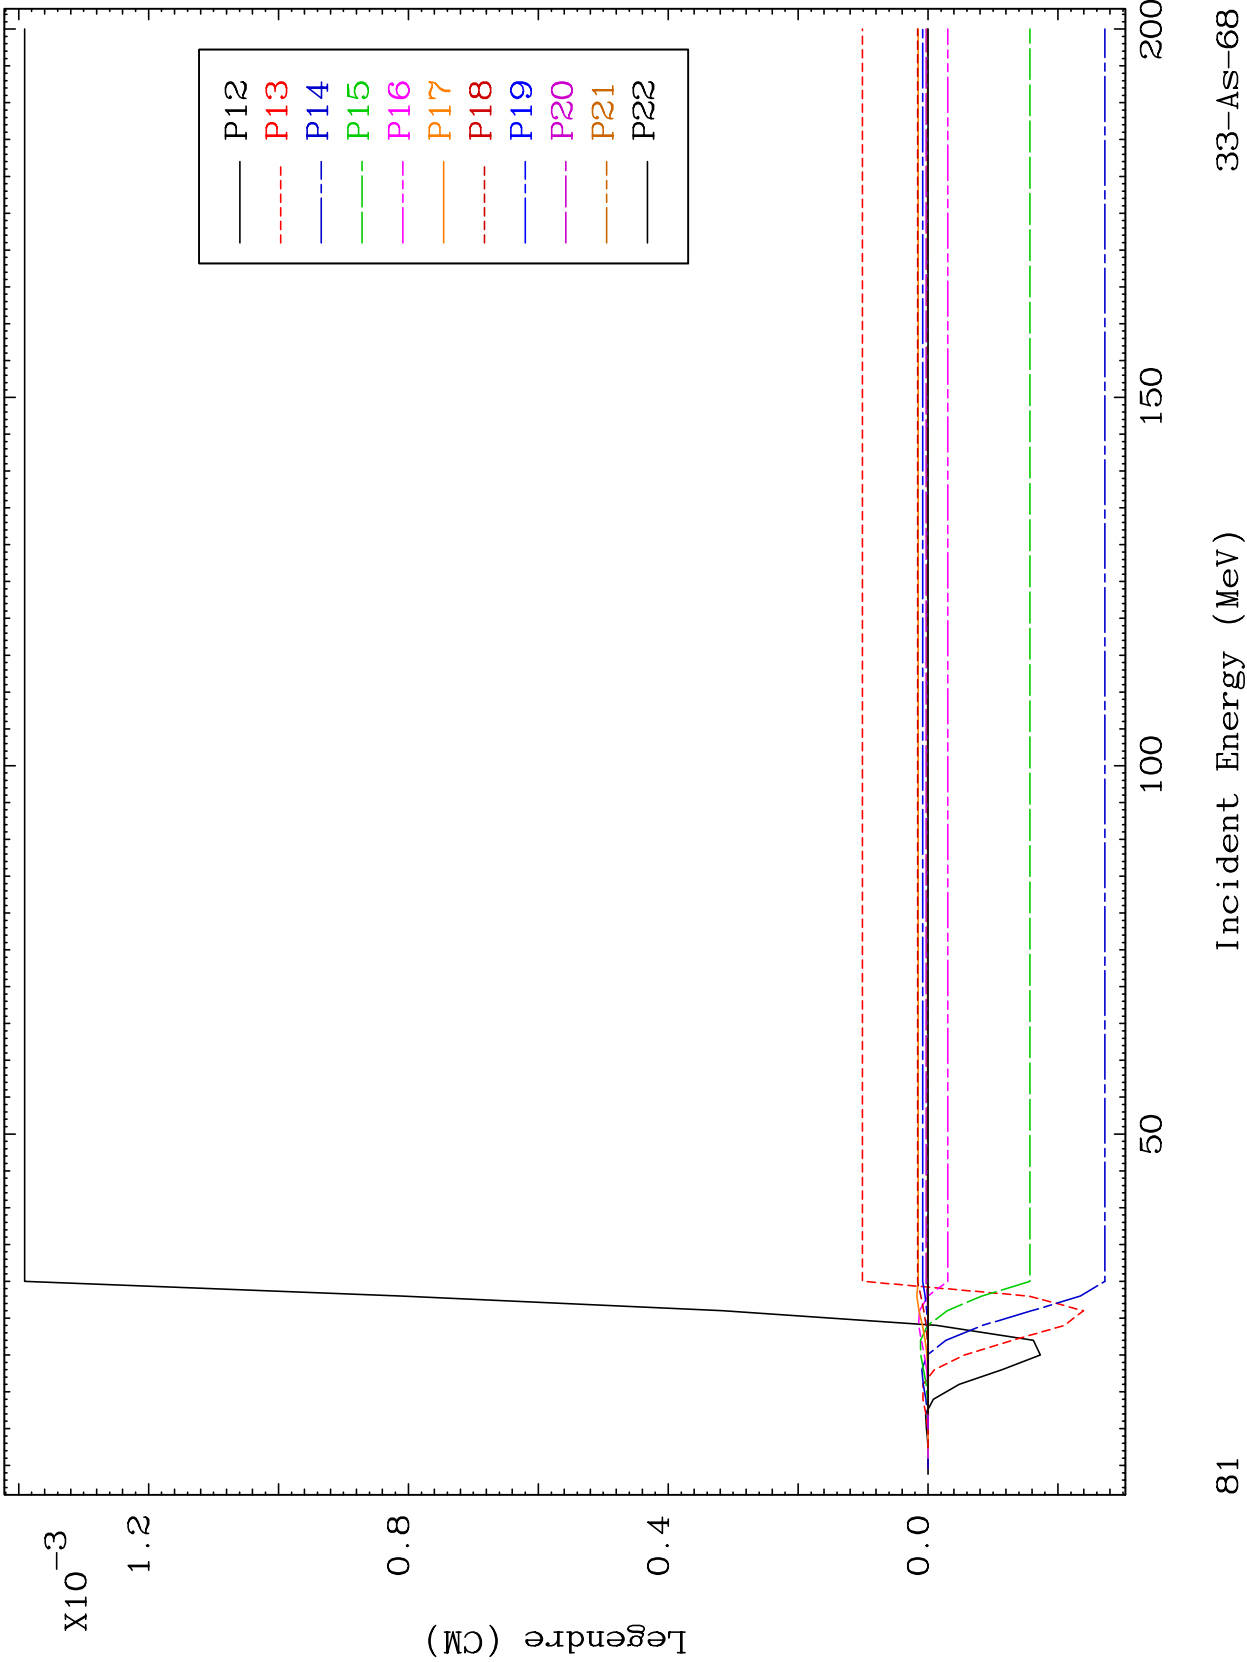 X10-3
1.2
0.8
0.4
0.0
Legendre (CM)
50
100
150
200
Incident Energy (MeV)
P12
P13
P14
P15
P16
P17
P18
P19
P20
P21
P22
81
33-As-68